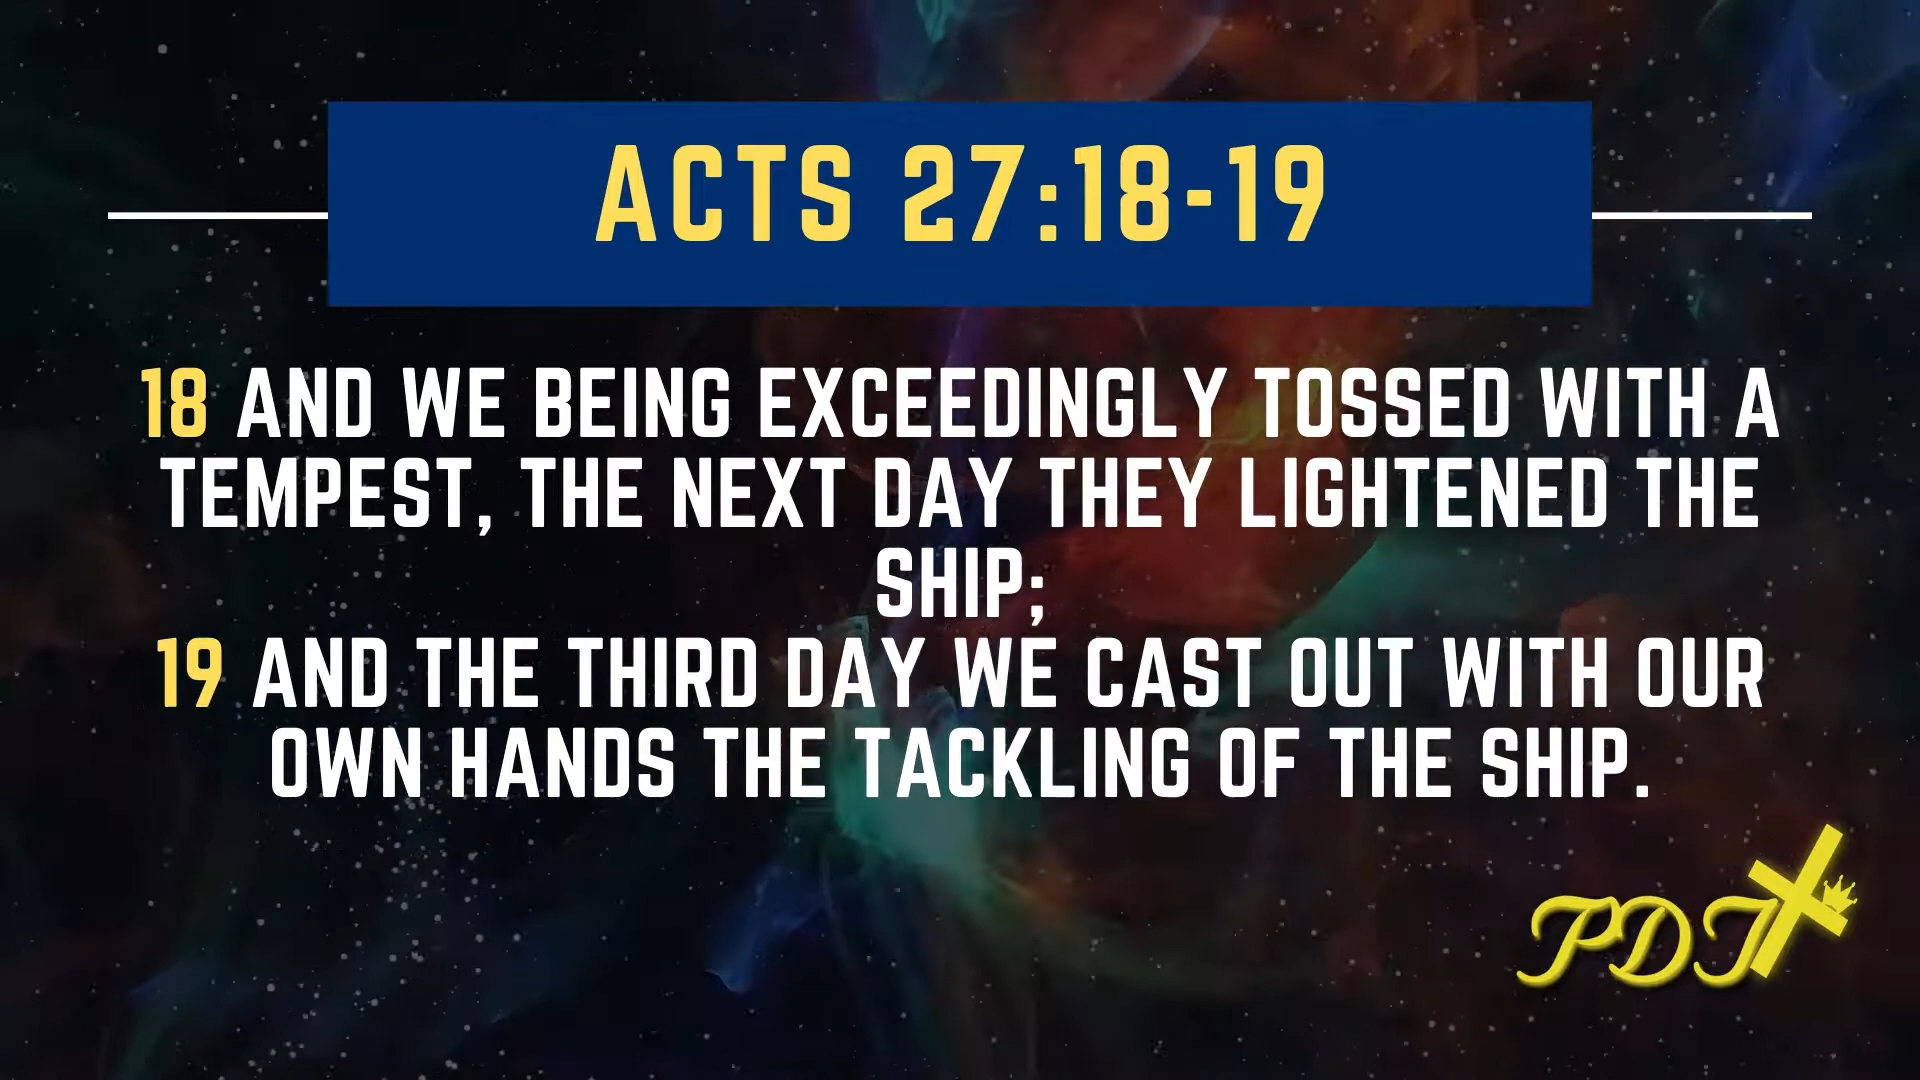 ACTS 27:18-19
18 AND WE BEING EXCEEDINGLY TOSSED WITH A
TEMPEST, THE NEXT DAY THEY LIGHTENED THE
SHIP;
19 AND THE THIRD DAY WE CAST OUT WITH OUR
OWN HANDS THE TACKLING OF THE SHIP.
PDJ